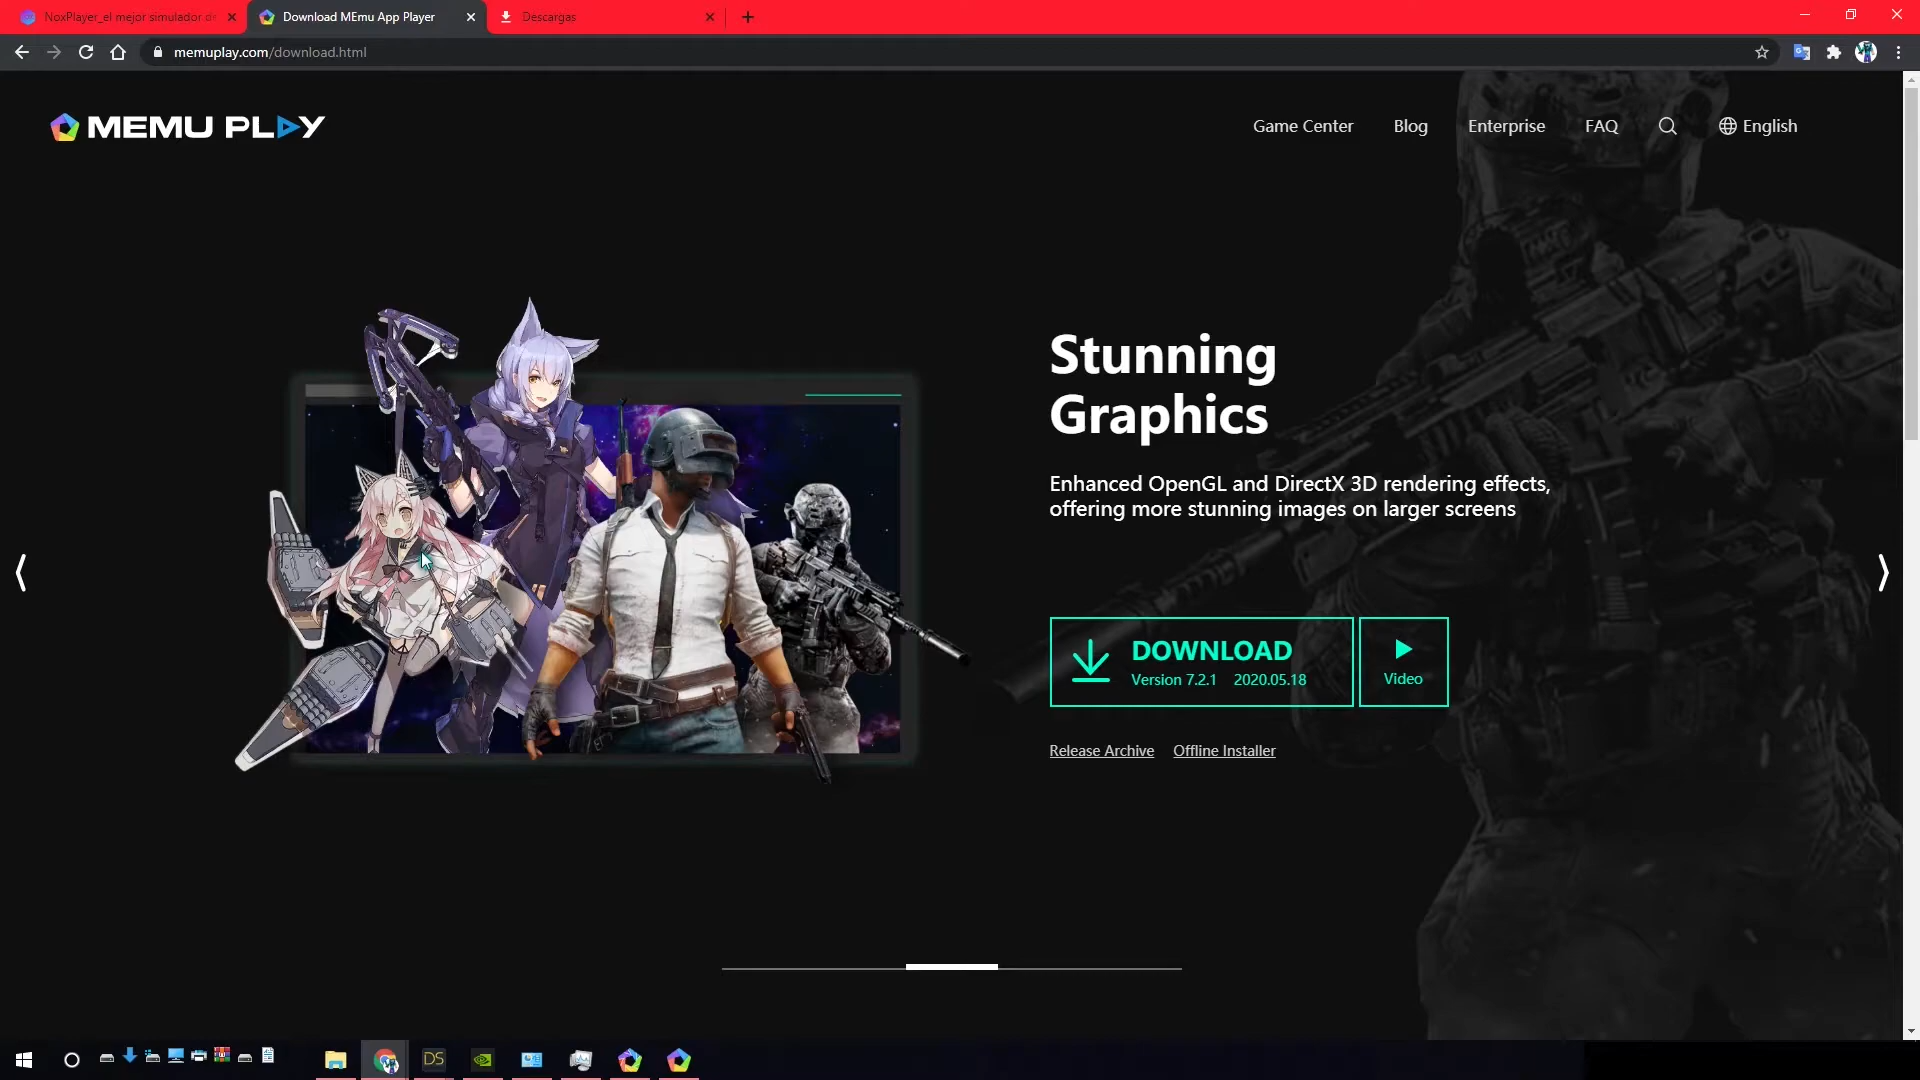 NoxPlayer_el mejor simulador de
Download MEmu App Player
Descargas
memuplay.com/download.html
MEMU PLAY
Game Center
Blog
Enterprise
FAQ
English
Stunning
Graphics
Enhanced OpenGL and DirectX 3D rendering effects,
offering more stunning images on larger screens
DOWNLOAD
Version 7.2.1 2020.05.18
Video
Release Archive
Offline Installer
DS